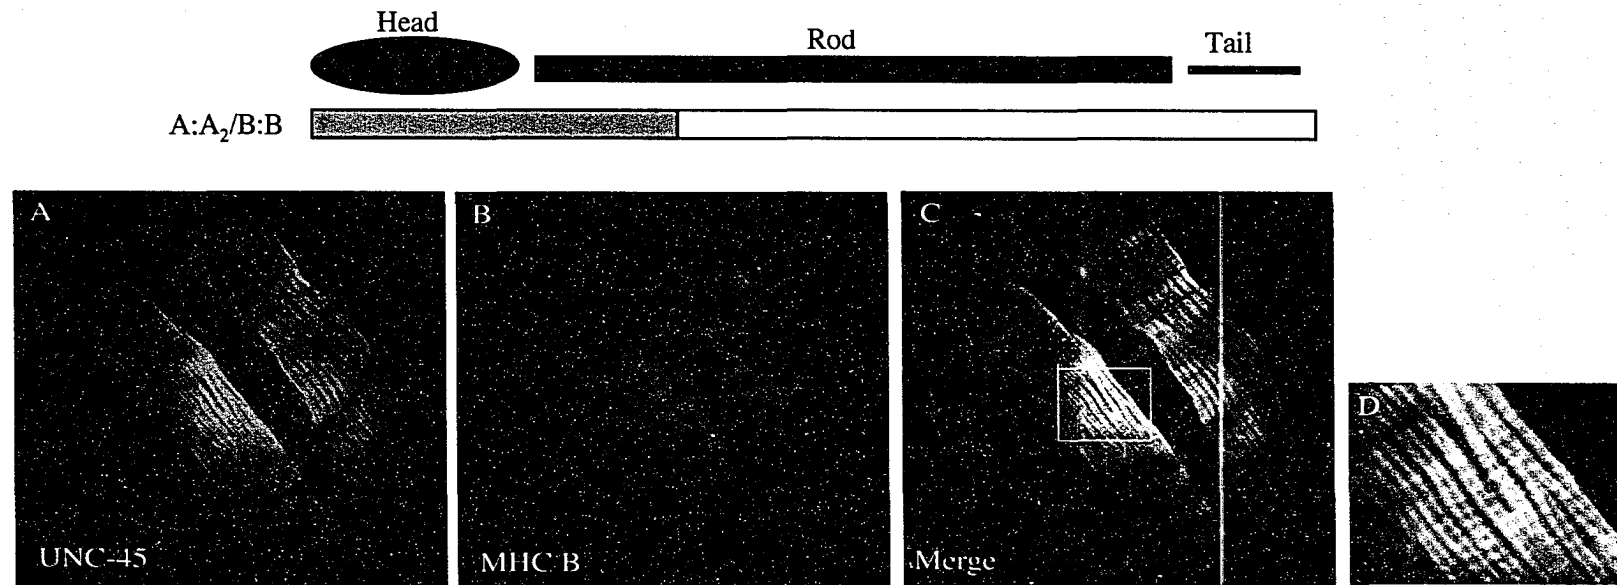 Head
Rod
Tail
A:A₂/B:B
A
B
C
D
UNC-45
MHC B
Merge